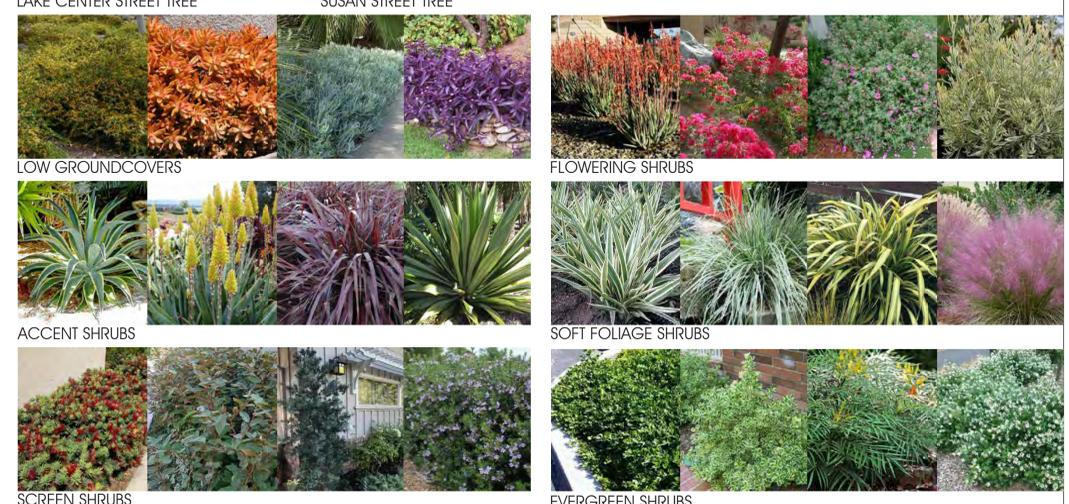 LAKE CENTER STREET TREE
SUSAN STREET TREE
LOW GROUNDCOVERS
FLOWERING SHRUBS
ACCENT SHRUBS
SOFT FOLIAGE SHRUBS
SCREEN SHRUBS
EVERGREEN SHRUBS